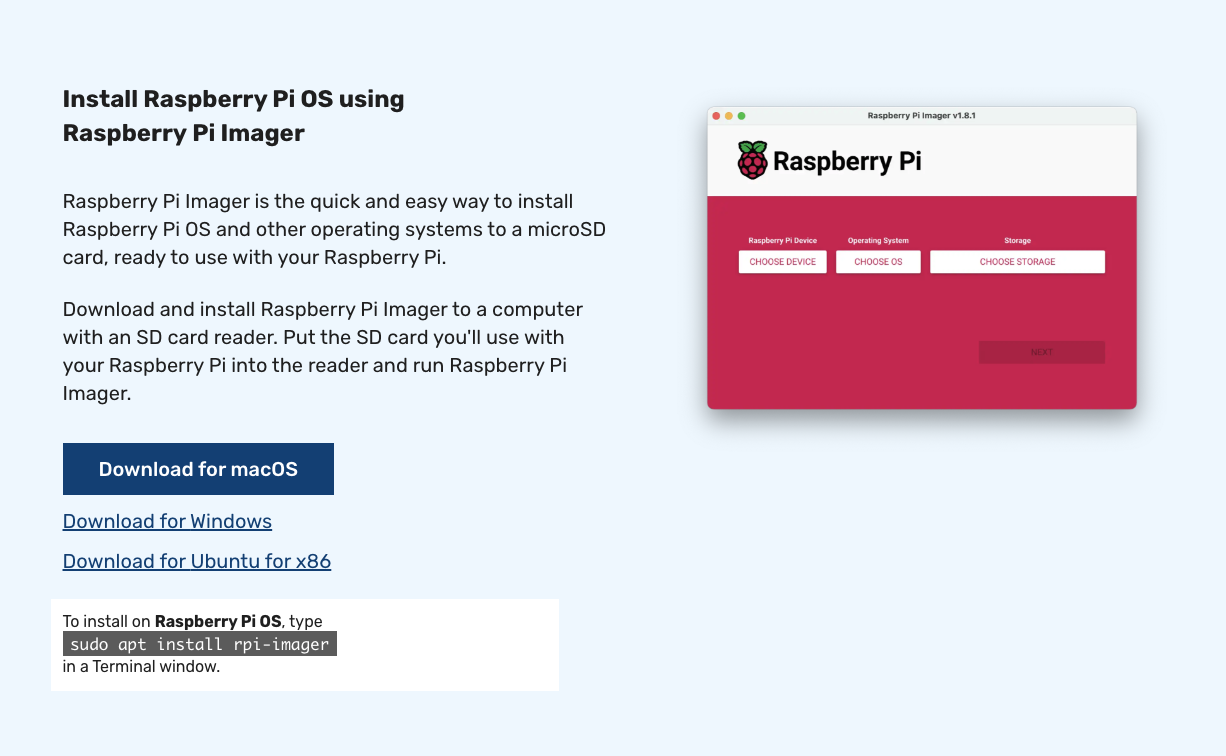 Install Raspberry Pi OS using
Raspberry Pi Imager
Raspberry Pi Imager is the quick and easy way to install
Raspberry Pi OS and other operating systems to a microSD
card, ready to use with your Raspberry Pi.
Download and install Raspberry Pi Imager to a computer
with an SD card reader. Put the SD card you'll use with
your Raspberry Pi into the reader and run Raspberry Pi
Imager.
Download for macOS
Download for Windows
Download for Ubuntu for x86
To install on Raspberry Pi OS, type
sudo apt install rpi-imager
in a Terminal window.
Raspberry Pi Imager v1.8.1
Raspberry Pi
Raspberry Pi Device Operating System Storage
CHOOSE DEVICE CHOOSE OS CHOOSE STORAGE
NEXT